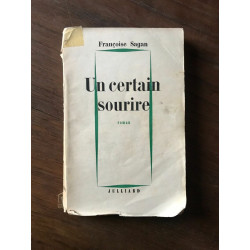 Françoise Sagan
Un certain
sourire
roman
JULLIARD